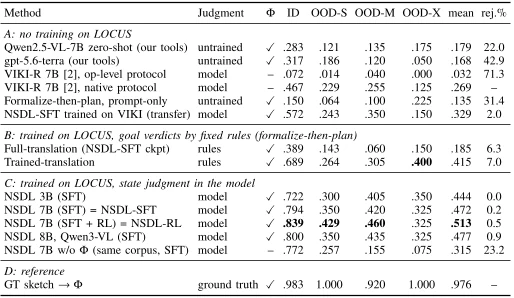 Method Judgment Φ ID OOD-S OOD-M OOD-X mean rej.%
A: no training on LOCUS
Qwen2.5-VL-7B zero-shot (our tools) untrained ✓ .283 .121 .135 .175 .179 22.0
gpt-5.6-terra (our tools) untrained ✓ .317 .186 .120 .050 .168 42.9
VIKI-R 7B [2], op-level protocol model – .072 .014 .040 .000 .032 71.3
VIKI-R 7B [2], native protocol model – .467 .229 .255 .125 .269 –
Formalize-then-plan, prompt-only untrained ✓ .150 .064 .100 .225 .135 31.4
NSDL-SFT trained on VIKI (transfer) model ✓ .572 .243 .350 .150 .329 2.0
B: trained on LOCUS, goal verdicts by fixed rules (formalize-then-plan)
Full-translation (NSDL-SFT ckpt) rules ✓ .389 .143 .060 .150 .185 6.3
Trained-translation rules ✓ .689 .264 .305 .400 .415 7.0
C: trained on LOCUS, state judgment in the model
NSDL 3B (SFT) model ✓ .722 .300 .405 .350 .444 0.0
NSDL 7B (SFT) = NSDL-SFT model ✓ .794 .350 .420 .325 .472 0.2
NSDL 7B (SFT + RL) = NSDL-RL model ✓ .839 .429 .460 .325 .513 0.5
NSDL 8B, Qwen3-VL (SFT) model ✓ .800 .350 .435 .325 .477 0.9
NSDL 7B w/o Φ (same corpus, SFT) model – .772 .257 .155 .075 .315 23.2
D: reference
GT sketch → Φ ground truth ✓ .983 1.000 .920 1.000 .976 –